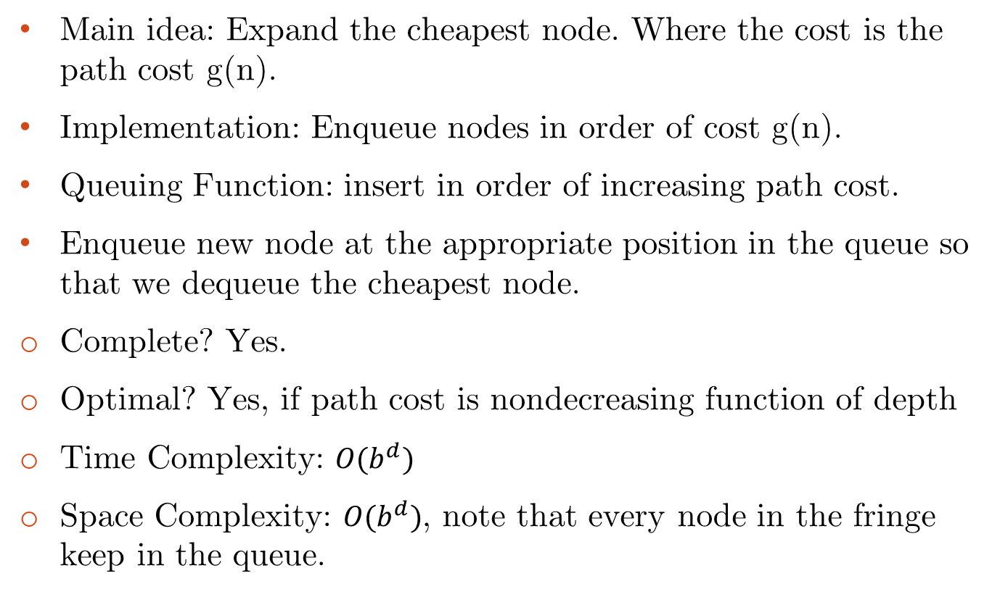 • Main idea: Expand the cheapest node. Where the cost is the
path cost g(n).
• Implementation: Enqueue nodes in order of cost g(n).
• Queuing Function: insert in order of increasing path cost.
• Enqueue new node at the appropriate position in the queue so
that we dequeue the cheapest node.
○ Complete? Yes.
○ Optimal? Yes, if path cost is nondecreasing function of depth
○ Time Complexity: O(bᵈ)
○ Space Complexity: O(bᵈ), note that every node in the fringe
keep in the queue.